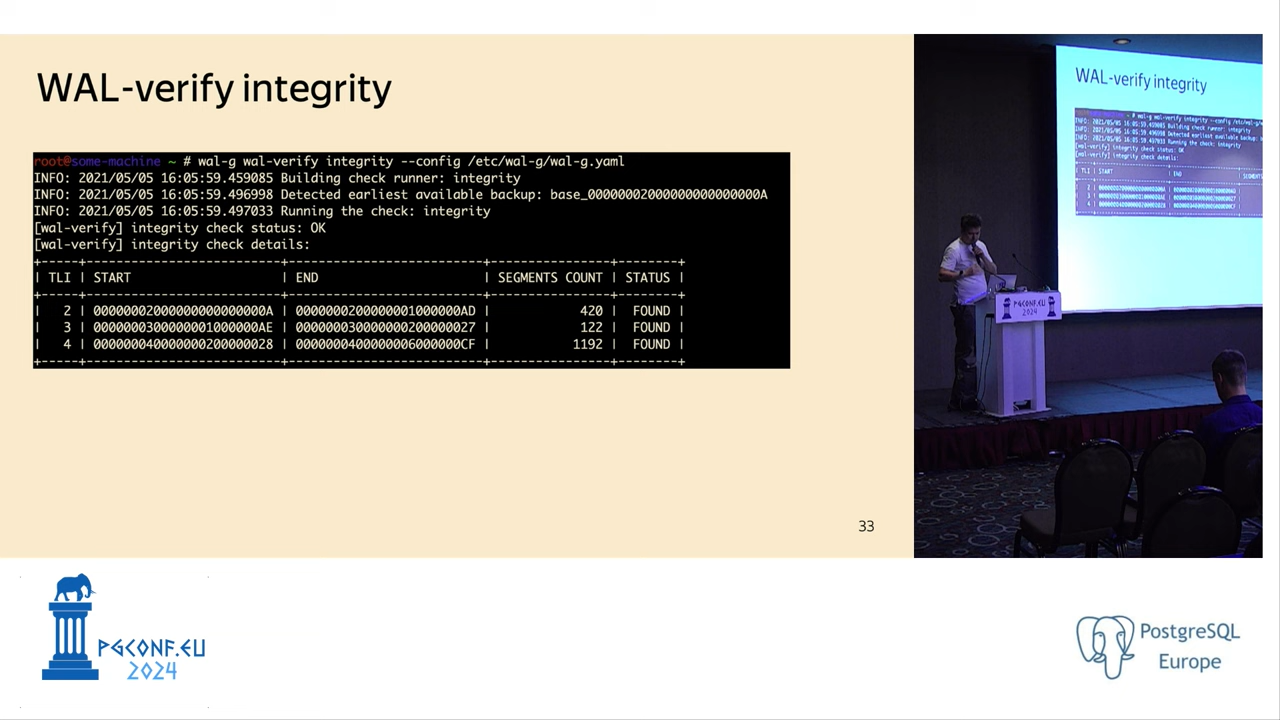 WAL-verify integrity
root@some-machine ~ # wal-g wal-verify integrity --config /etc/wal-g/wal-g.yaml
INFO: 2021/05/05 16:05:59.459085 Building check runner: integrity
INFO: 2021/05/05 16:05:59.496998 Detected earliest available backup: base_00000002000000000000000A
INFO: 2021/05/05 16:05:59.497033 Running the check: integrity
[wal-verify] integrity check status: OK
[wal-verify] integrity check details:
| TLI | START | END | SEGMENTS COUNT | STATUS |
| 2 | 00000002000000000000000A | 0000000200000001000000AD | 420 | FOUND |
| 3 | 0000000300000001000000AE | 000000030000000200000027 | 122 | FOUND |
| 4 | 000000040000000200000028 | 0000000400000006000000CF | 1192 | FOUND |
33
WAL-verify integrity
PGCONF.EU
2024
PGCONF.EU
2024
PostgreSQL
Europe